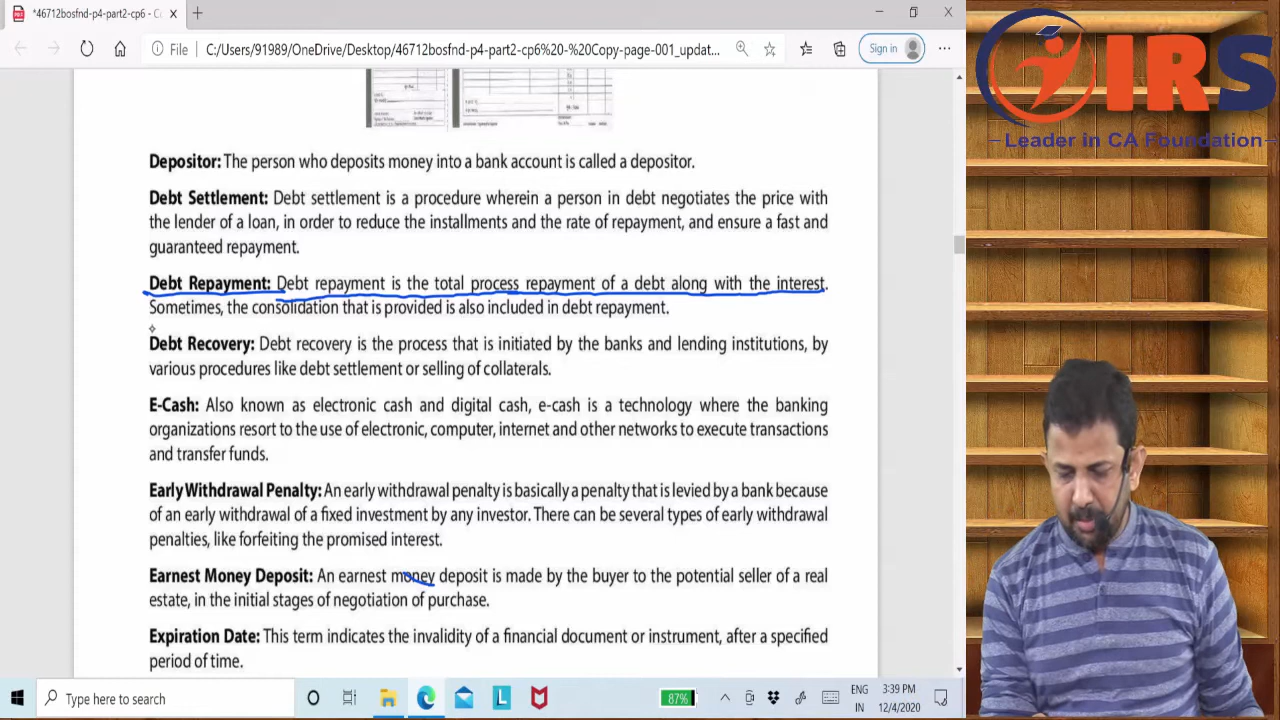 *46712bosfnd-p4-part2-cp6 - C
File
C:/Users/91989/OneDrive/Desktop/46712bosfnd-p4-part2-cp6%20-%20Copy-page-001_updat...
Sign in
IRS
Leader in CA Foundation
Depositor: The person who deposits money into a bank account is called a depositor.
Debt Settlement: Debt settlement is a procedure wherein a person in debt negotiates the price with
the lender of a loan, in order to reduce the installments and the rate of repayment, and ensure a fast and
guaranteed repayment.
Debt Repayment: Debt repayment is the total process repayment of a debt along with the interest.
Sometimes, the consolidation that is provided is also included in debt repayment.
Debt Recovery: Debt recovery is the process that is initiated by the banks and lending institutions, by
various procedures like debt settlement or selling of collaterals.
E-Cash: Also known as electronic cash and digital cash, e-cash is a technology where the banking
organizations resort to the use of electronic, computer, internet and other networks to execute transactions
and transfer funds.
Early Withdrawal Penalty: An early withdrawal penalty is basically a penalty that is levied by a bank because
of an early withdrawal of a fixed investment by any investor. There can be several types of early withdrawal
penalties, like forfeiting the promised interest.
Earnest Money Deposit: An earnest money deposit is made by the buyer to the potential seller of a real
estate, in the initial stages of negotiation of purchase.
Expiration Date: This term indicates the invalidity of a financial document or instrument, after a specified
period of time.
Type here to search
L
87%
ENG
IN
3:39 PM
12/4/2020